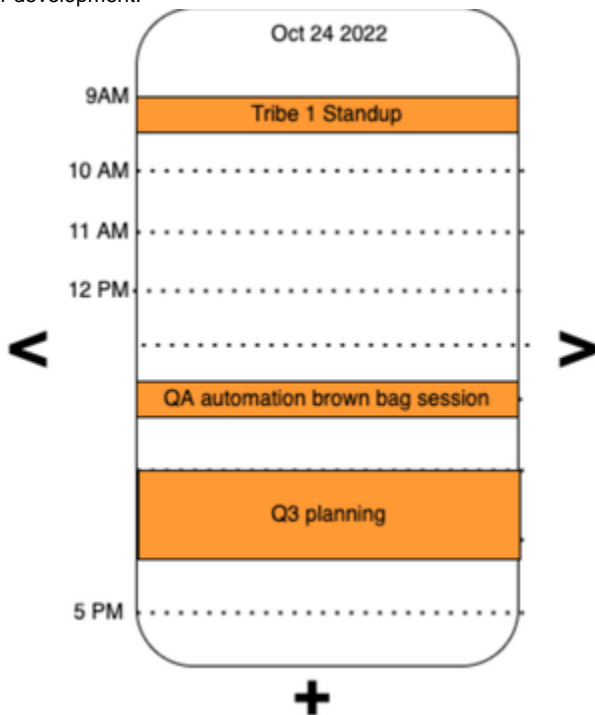 development.
Oct 24 2022
9AM
Tribe 1 Standup
10 AM
11 AM
12 PM
<
>
QA automation brown bag session
Q3 planning
5 PM
+